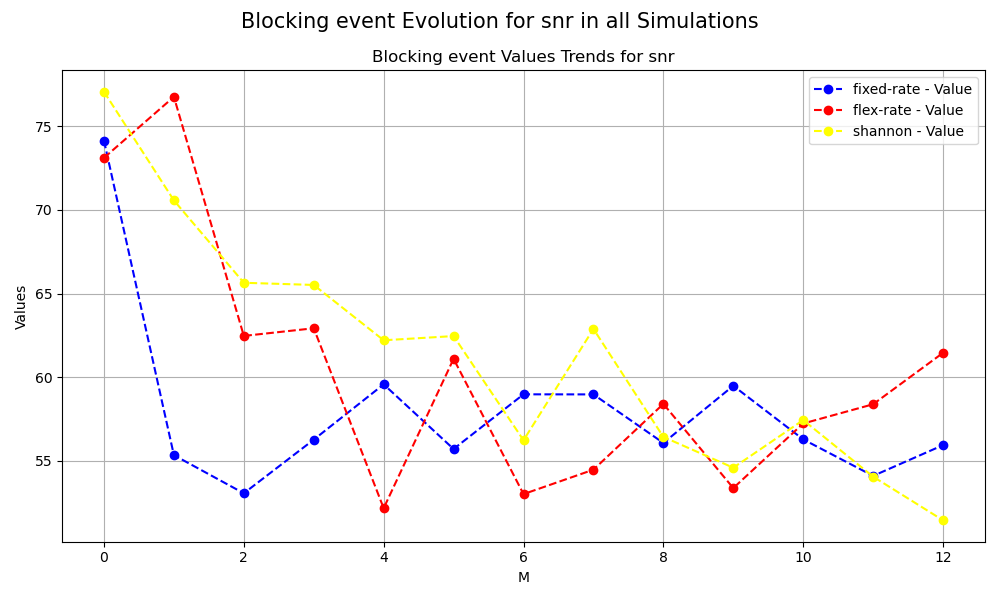 Blocking event Evolution for snr in all Simulations
Blocking event Values Trends for snr
fixed-rate - Value
flex-rate - Value
shannon - Value
75
70
65
60
55
Values
0 2 4 6 8 10 12
M